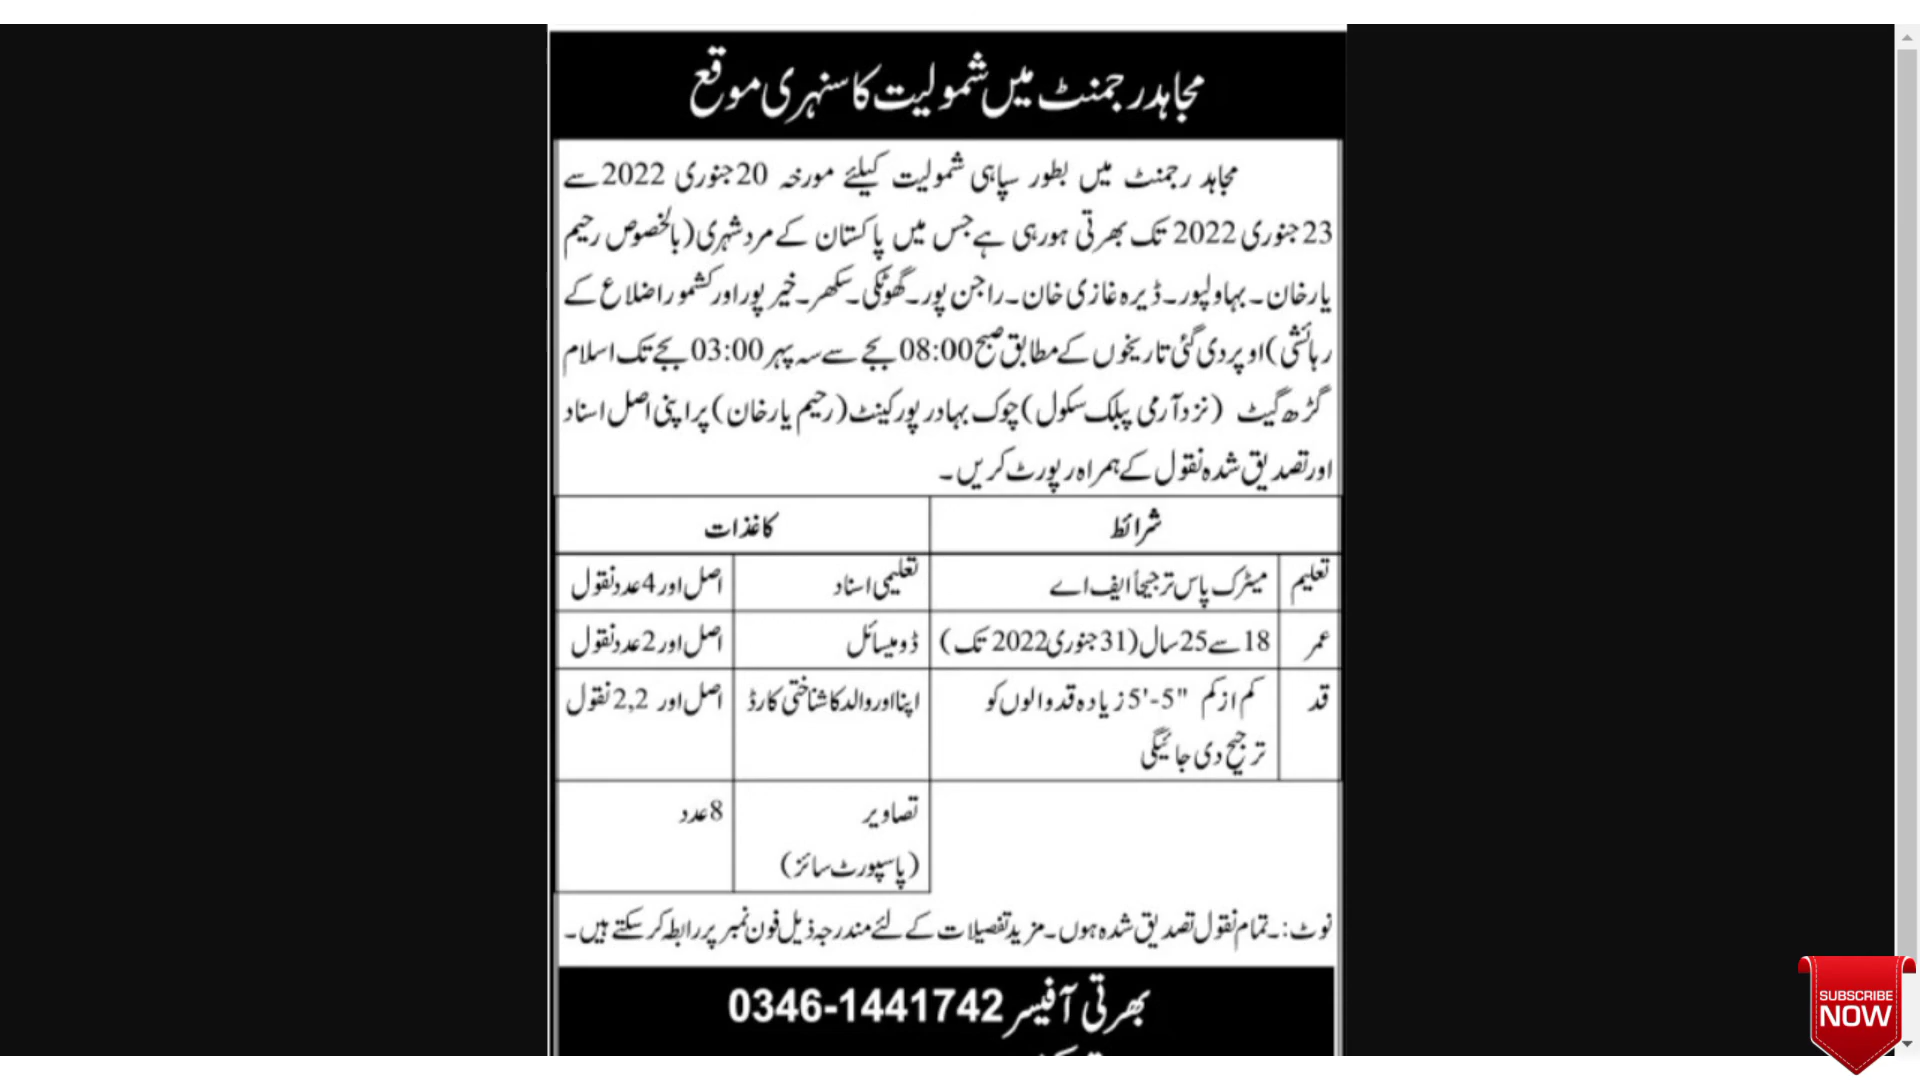 مجاہد رجمنٹ میں شمولیت کا سنہری موقع
مجاہد رجمنٹ میں بطور سپاہی شمولیت کیلئے مورخہ 20 جنوری 2022 سے
23 جنوری 2022 تک بھرتی ہو رہی ہے جس میں پاکستان کے مرد شہری (بالخصوص رحیم
یار خان۔ بہاولپور۔ ڈیرہ غازی خان۔ راجن پور۔ گھوٹکی۔ سکھر۔ خیر پور اور کشمور اضلاع کے
رہائشی) اوپر دی گئی تاریخوں کے مطابق صبح 08:00 بجے سے سہ پہر 03:00 بجے تک اسلام
گڑھ گیٹ (نزد آرمی پبلک سکول) چوک بہادر پور کینٹ (رحیم یار خان) پر اپنی اصل اسناد
اور تصدیق شدہ نقول کے ہمراہ رپورٹ کریں۔
شرائط کاغذات
تعلیم میٹرک پاس ترجیحاً ایف اے تعلیمی اسناد اصل اور 4 عدد نقول
عمر 18 سے 25 سال (31 جنوری 2022 تک) ڈومیسائل اصل اور 2 عدد نقول
قد کم از کم 5'-5" زیادہ قد والوں کو اپنا اور والد کا شناختی کارڈ اصل اور 2,2 نقول
ترجیح دی جائیگی
تصاویر 8 عدد
(پاسپورٹ سائز)
نوٹ:۔ تمام نقول تصدیق شدہ ہوں۔ مزید تفصیلات کے لئے مندرجہ ذیل فون نمبر پر رابطہ کر سکتے ہیں۔
بھرتی آفیسر 0346-1441742
SUBSCRIBE
NOW